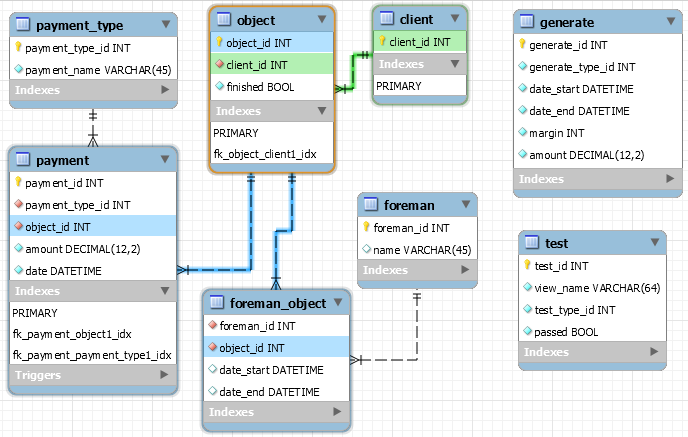 payment_type
payment_type_id INT
payment_name VARCHAR(45)
Indexes
object
object_id INT
client_id INT
finished BOOL
Indexes
PRIMARY
fk_object_client1_idx
client
client_id INT
Indexes
PRIMARY
generate
generate_id INT
generate_type_id INT
date_start DATETIME
date_end DATETIME
margin INT
amount DECIMAL(12,2)
Indexes
payment
payment_id INT
payment_type_id INT
object_id INT
amount DECIMAL(12,2)
date DATETIME
Indexes
PRIMARY
fk_payment_object1_idx
fk_payment_payment_type1_idx
Triggers
foreman
foreman_id INT
name VARCHAR(45)
Indexes
foreman_object
foreman_id INT
object_id INT
date_start DATETIME
date_end DATETIME
Indexes
test
test_id INT
view_name VARCHAR(64)
test_type_id INT
passed BOOL
Indexes